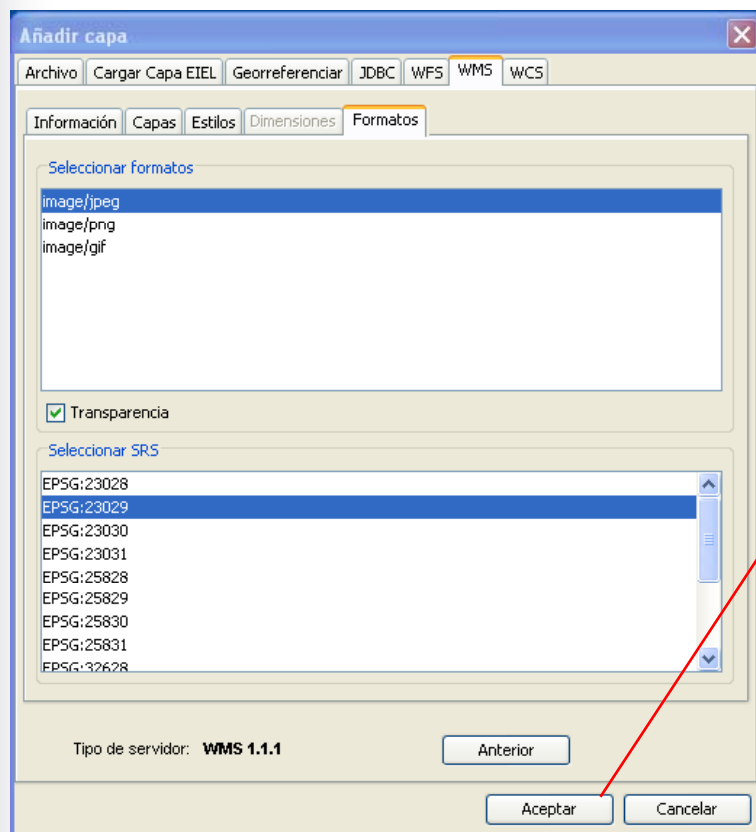 Añadir capa
Archivo Cargar Capa EIEL Georreferenciar JDBC WFS WMS WCS
Información Capas Estilos Dimensiones Formatos
Seleccionar formatos
image/jpeg
image/png
image/gif
Transparencia
Seleccionar SRS
EPSG:23028
EPSG:23029
EPSG:23030
EPSG:23031
EPSG:25828
EPSG:25829
EPSG:25830
EPSG:25831
EPSG:32628
Tipo de servidor: WMS 1.1.1 Anterior
Aceptar Cancelar